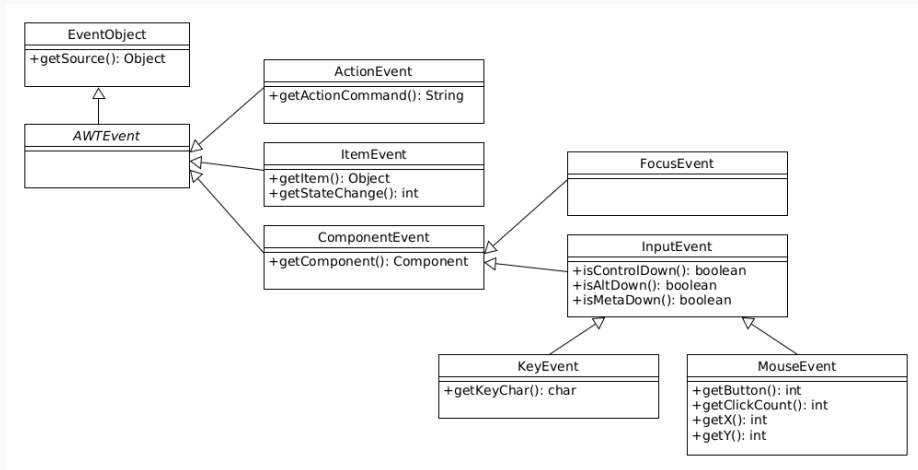 EventObject
+getSource(): Object
AWTEvent
ActionEvent
+getActionCommand(): String
ItemEvent
+getItem(): Object
+getStateChange(): int
ComponentEvent
+getComponent(): Component
FocusEvent
InputEvent
+isControlDown(): boolean
+isAltDown(): boolean
+isMetaDown(): boolean
KeyEvent
+getKeyChar(): char
MouseEvent
+getButton(): int
+getClickCount(): int
+getX(): int
+getY(): int